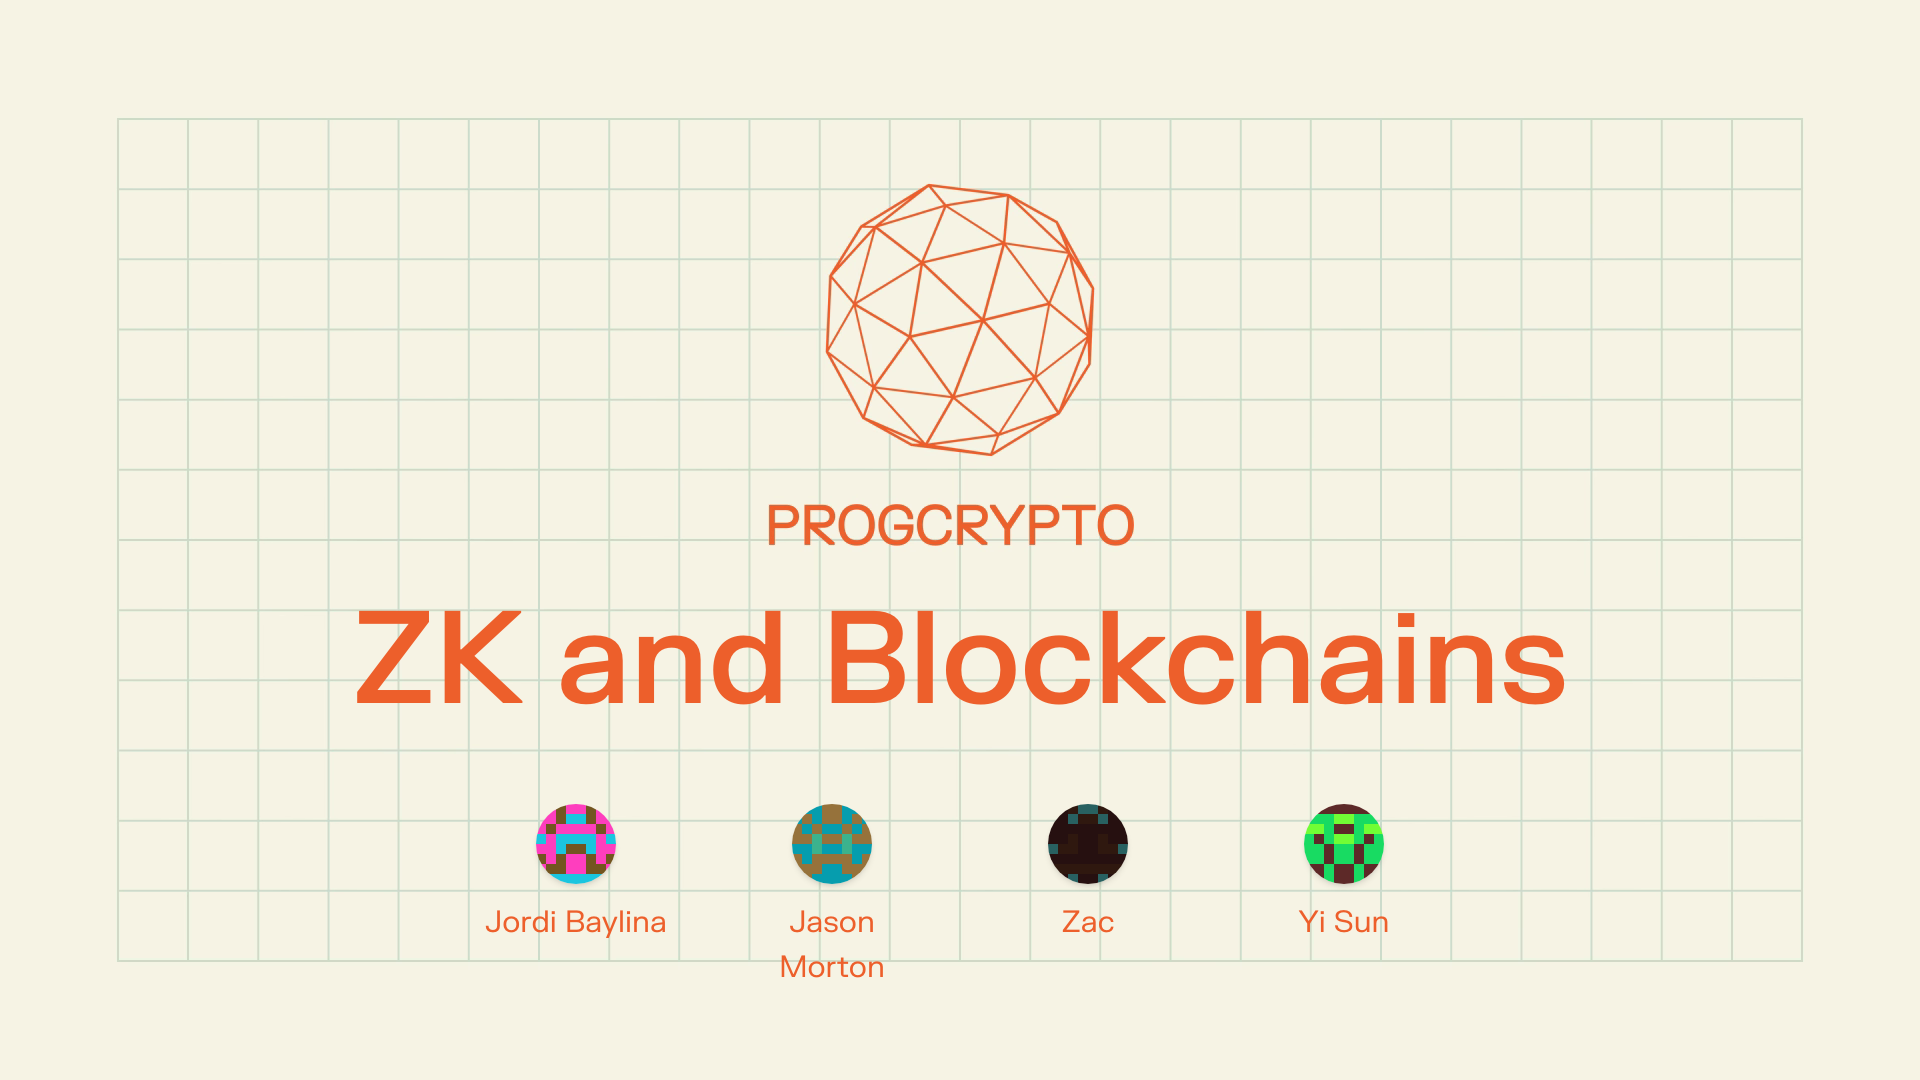 PROGCRYPTO
ZK and Blockchains
Jordi Baylina
Jason
Morton
Zac
Yi Sun